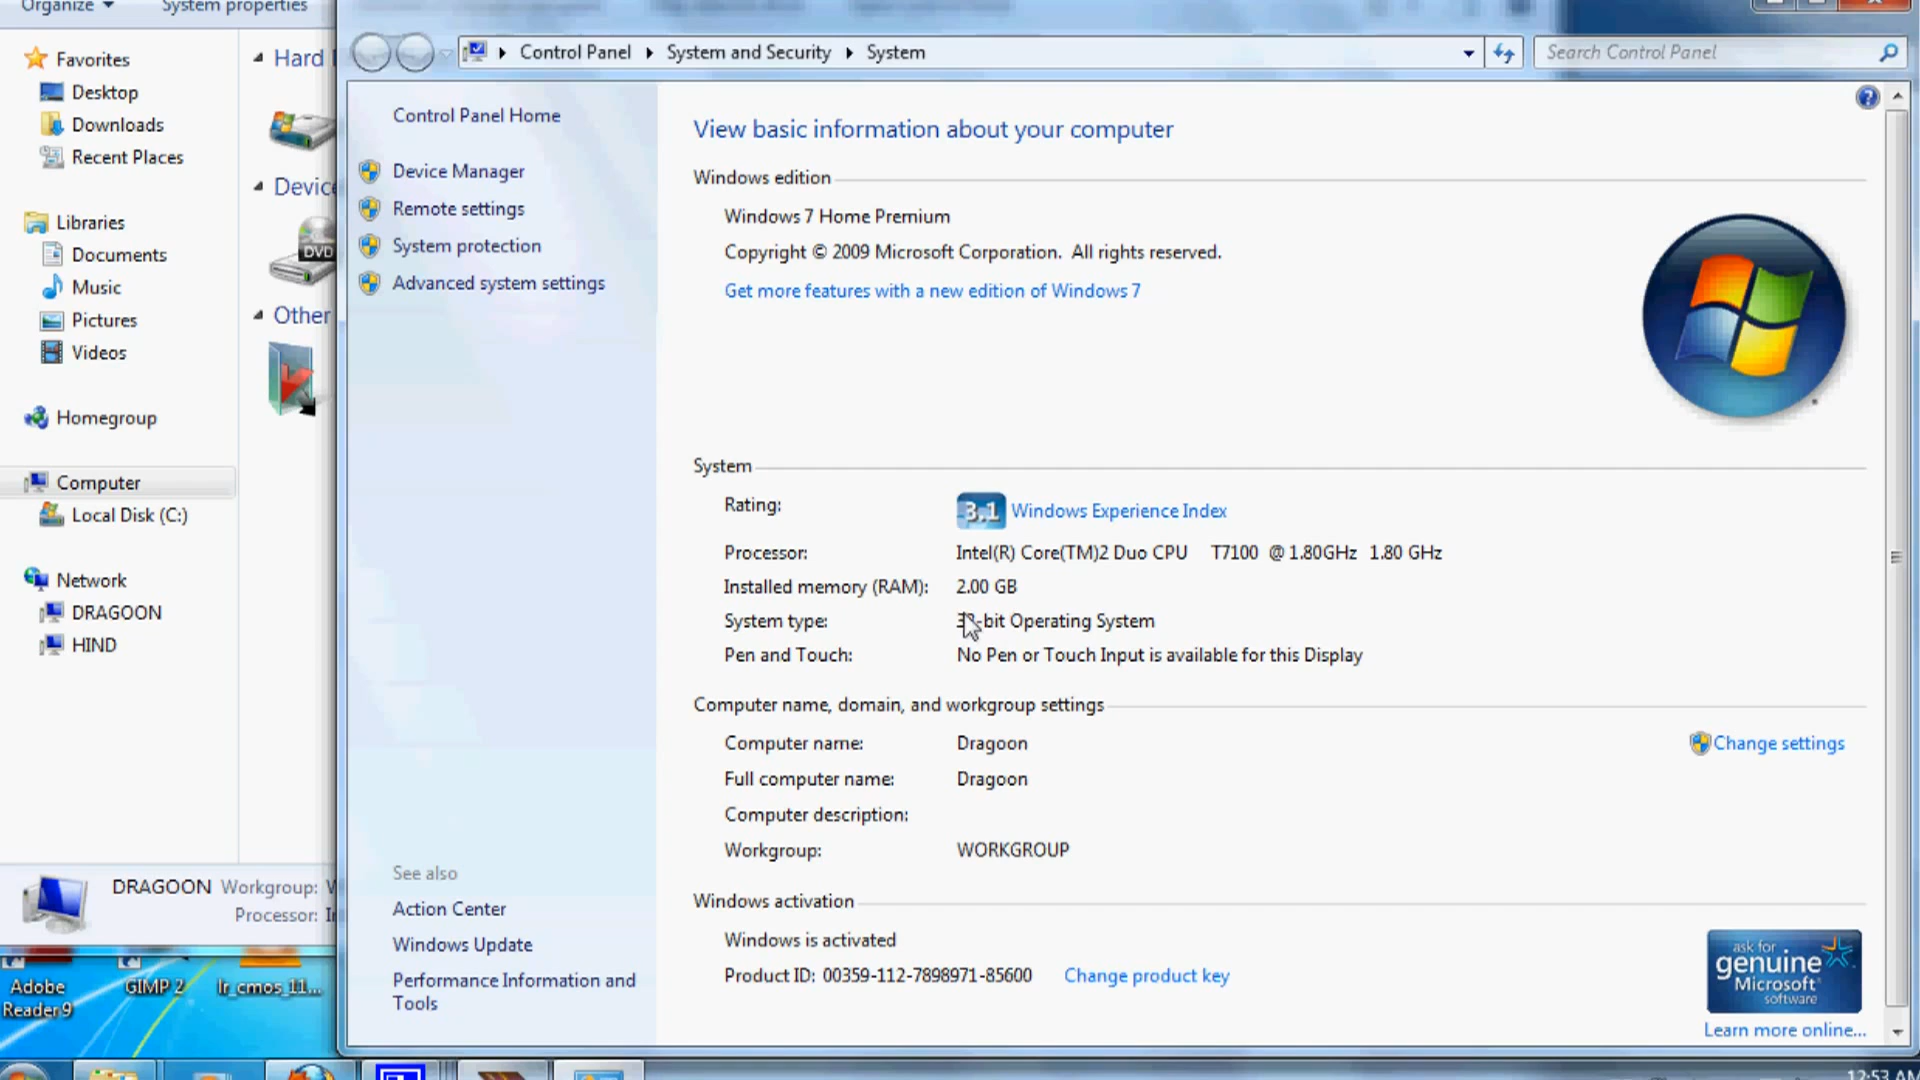 Organize
System properties
Favorites
Desktop
Downloads
Recent Places
Libraries
Documents
Music
Pictures
Videos
Homegroup
Computer
Local Disk (C:)
Network
DRAGOON
HIND
Hard
DVD
Other
DRAGOON Workgroup:
Processor:
Adobe
Reader 9
GIMP 2
lr_cmos_11...
Control Panel
System and Security
System
Search Control Panel
Control Panel Home
Device Manager
Remote settings
System protection
Advanced system settings
See also
Action Center
Windows Update
Performance Information and
Tools
View basic information about your computer
Windows edition
Windows 7 Home Premium
Copyright © 2009 Microsoft Corporation. All rights reserved.
Get more features with a new edition of Windows 7
System
Rating:
3.1 Windows Experience Index
Processor: Intel(R) Core(TM)2 Duo CPU T7100 @ 1.80GHz 1.80 GHz
Installed memory (RAM): 2.00 GB
System type: -bit Operating System
Pen and Touch: No Pen or Touch Input is available for this Display
Computer name, domain, and workgroup settings
Computer name: Dragoon
Change settings
Full computer name: Dragoon
Computer description:
Workgroup: WORKGROUP
Windows activation
Windows is activated
Product ID: 00359-112-7898971-85600 Change product key
ask for
genuine
Microsoft
software
Learn more online...
12:53 AM